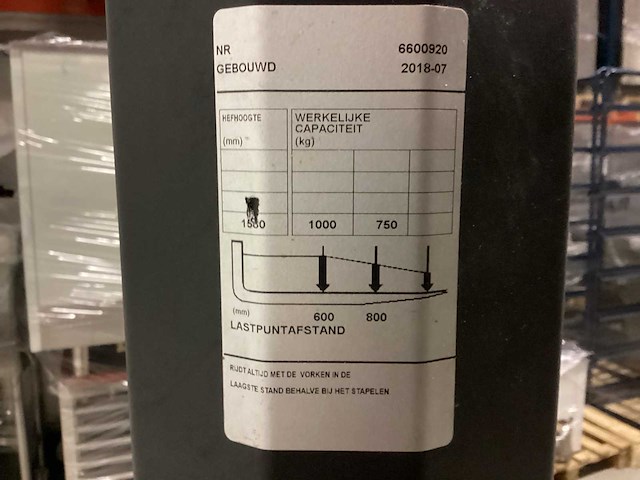 NR 6600920
GEBOUWD 2018-07
HEFHOOGTE
(mm)
WERKELIJKE
CAPACITEIT
(kg)
1000 750
(mm)
600 800
LASTPUNTAFSTAND
RIJDT ALTIJD MET DE VORKEN IN DE
LAAGSTE STAND BEHALVE BIJ HET STAPELEN